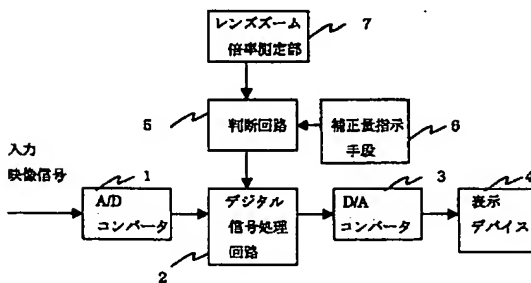 レンズズーム
倍率測定部
7
5
判断回路
補正量指示
手段
6
入力
映像信号
1
A/D
コンバータ
デジタル
信号処理
回路
2
3
D/A
コンバータ
4
表示
デバイス